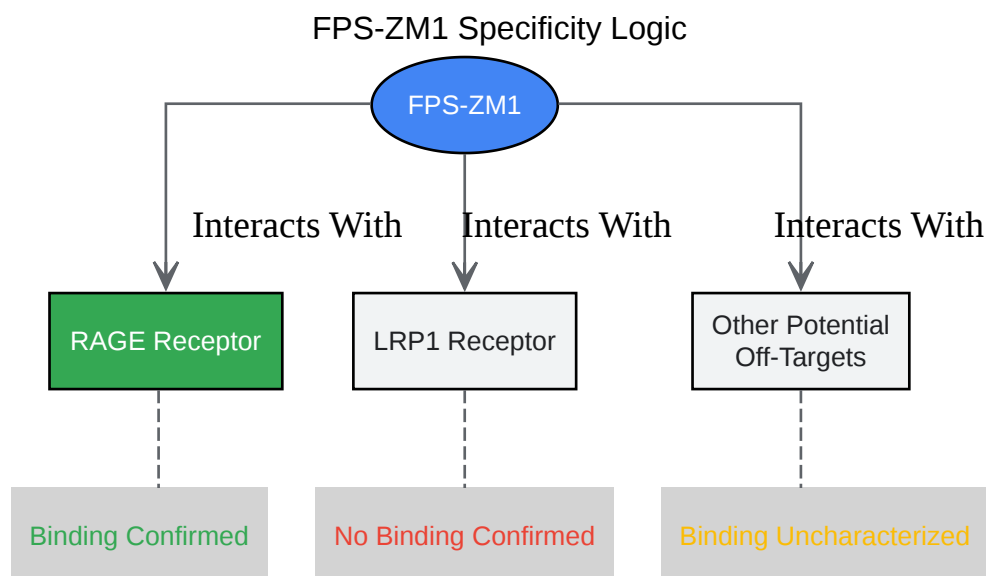 FPS-ZM1 Specificity Logic
FPS-ZM1
Interacts With
Interacts With
Interacts With
RAGE Receptor
LRP1 Receptor
Other Potential
Off-Targets
Binding Confirmed
No Binding Confirmed
Binding Uncharacterized